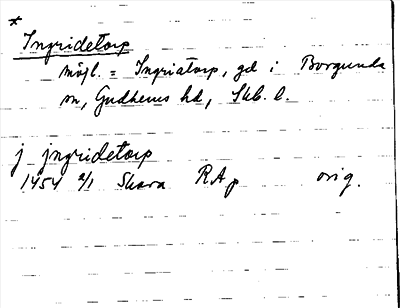 *
Ingridetorp
möjl. = Ingriatorp, gd i Borgunda
sn, Gudhems hd, Skb. l.
j jngridetorp
1454 2/1 Skara RAp orig.